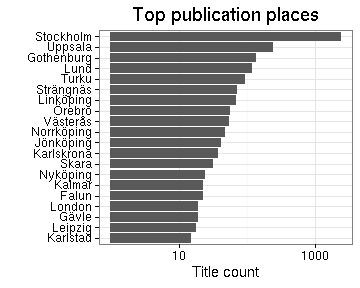 Top publication places
Stockholm
Uppsala
Gothenburg
Lund
Turku
Strängnäs
Linköping
Örebro
Västerås
Norrköping
Jönköping
Karlskrona
Skara
Nyköping
Kalmar
Falun
London
Gävle
Leipzig
Karlstad
10
1000
Title count